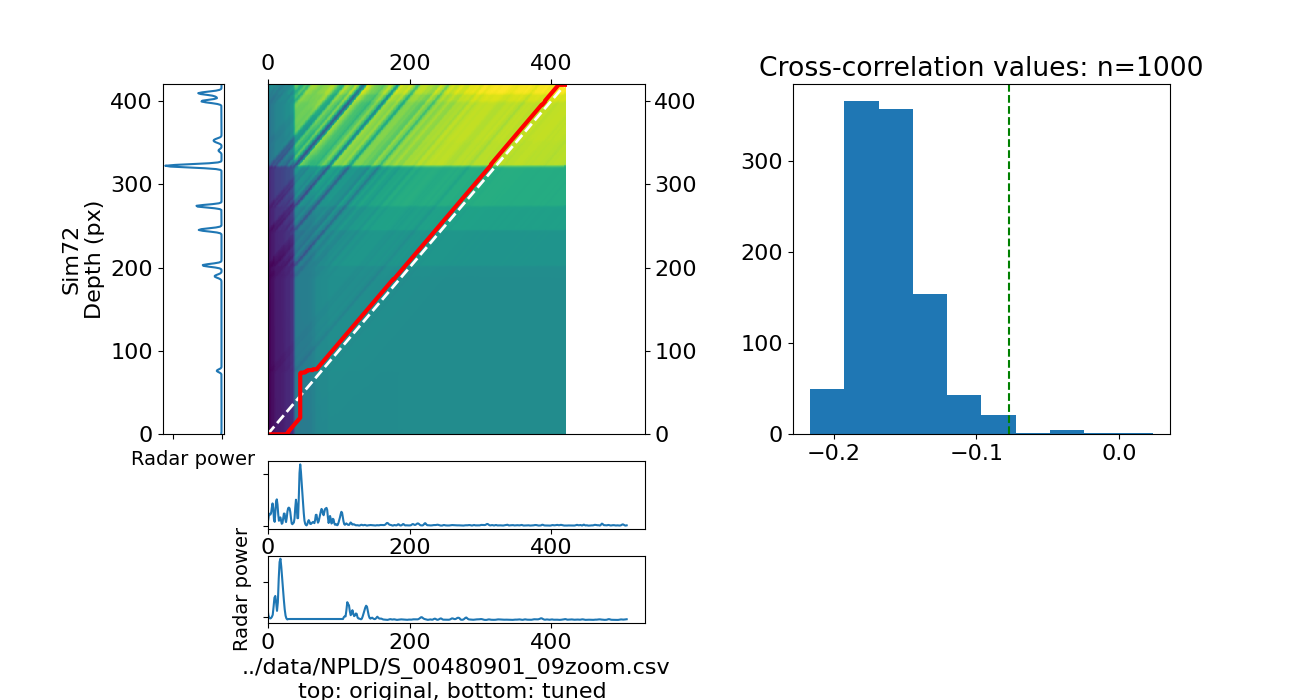 Cross-correlation values: n=1000
0 200 400
400
300
200
100
0
Sim72
Depth (px)
Radar power
400
300
200
100
0
300
200
100
0
−0.2 −0.1 0.0
0 200 400
Radar power
0 200 400
../data/NPLD/S_00480901_09zoom.csv
top: original, bottom: tuned